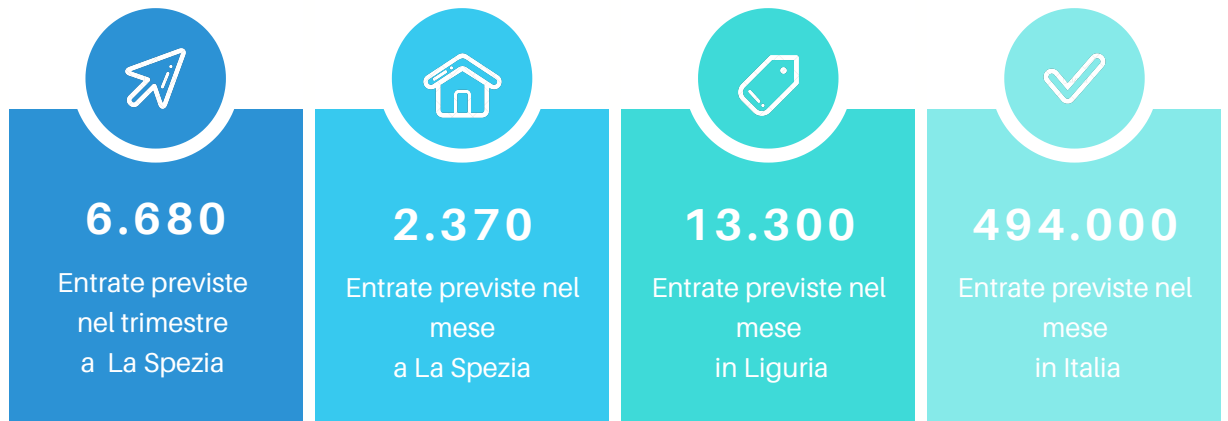 6.680
Entrate previste
nel trimestre
a La Spezia
2.370
Entrate previste nel
mese
a La Spezia
13.300
Entrate previste nel
mese
in Liguria
494.000
Entrate previste nel
mese
in Italia